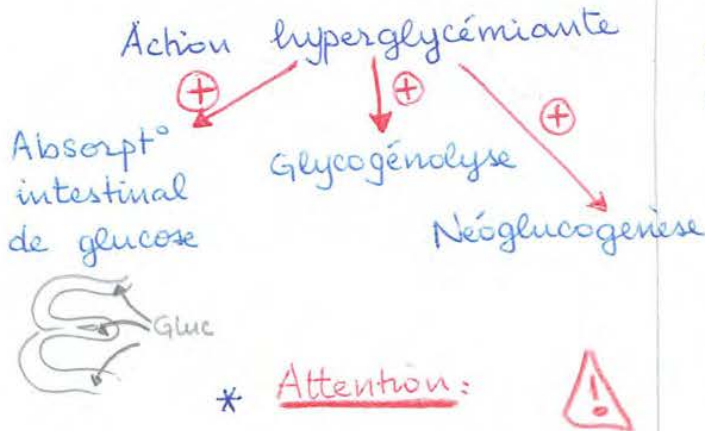 Action hyperglycémiante
+
+
+
Absorpt°
intestinal
de glucose
Glycogénolyse
Néoglucogenèse
Gluc
* Attention:
!